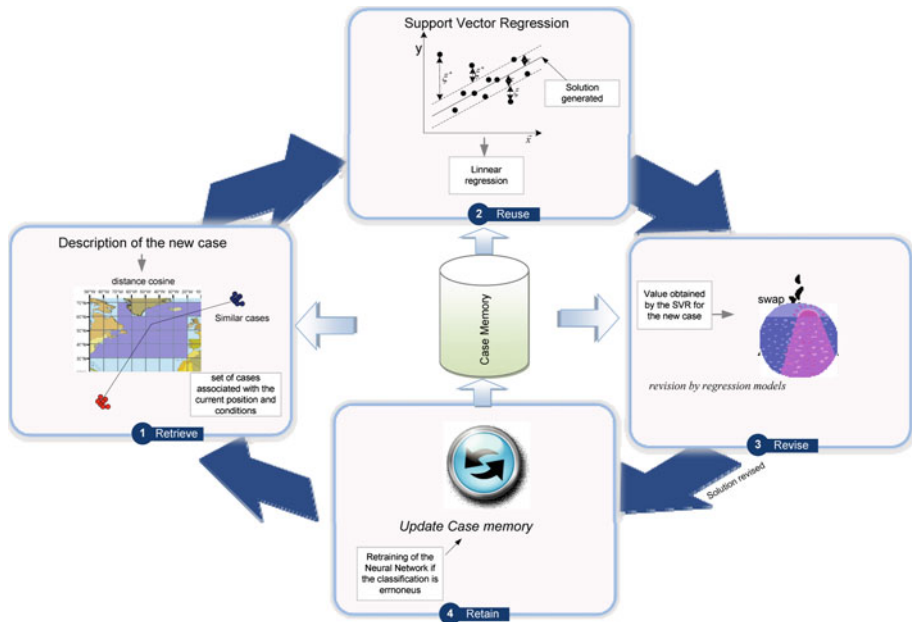 Support Vector Regression
y
ξ*
ξ*
ξ
x
Solution
generated
Linnear
regression
2 Reuse
Description of the new case
distance cosine
Similar cases
set of cases
associated with the
current position and
conditions
1 Retrieve
Case Memory
Value obtained
by the SVR for
the new case
swap
revision by regression models
3 Revise
Solution revised
Update Case memory
Retraining of the
Neural Network if
the classification is
errnoneus
4 Retain